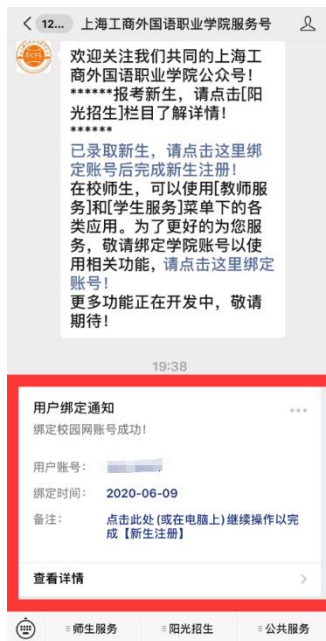 12... 上海工商外国语职业学院服务号
欢迎关注我们共同的上海工
商外国语职业学院公众号！
******报考新生，请点击[阳
光招生]栏目了解详情！
******
已录取新生，请点击这里绑
定账号后完成新生注册！
在校师生，可以使用[教师服
务]和[学生服务]菜单下的各
类应用。为了更好的为您服
务，敬请绑定学院账号以使
用相关功能，请点击这里绑定
账号！
更多功能正在开发中，敬请
期待！
19:38
用户绑定通知
绑定校园网账号成功！
用户账号：
绑定时间： 2020-06-09
备注： 点击此处(或在电脑上)继续操作以完
成【新生注册】
查看详情
师生服务 阳光招生 公共服务